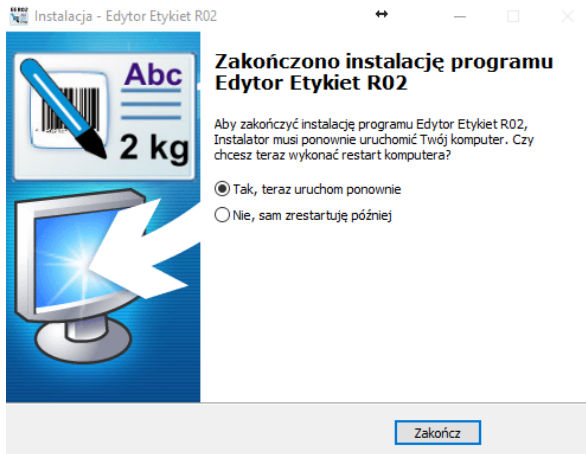 EE R02
Instalacja - Edytor Etykiet R02
Abc
2 kg
Zakończono instalację programu
Edytor Etykiet R02
Aby zakończyć instalację programu Edytor Etykiet R02,
Instalator musi ponownie uruchomić Twój komputer. Czy
chcesz teraz wykonać restart komputera?
Tak, teraz uruchom ponownie
Nie, sam zrestartuję później
Zakończ